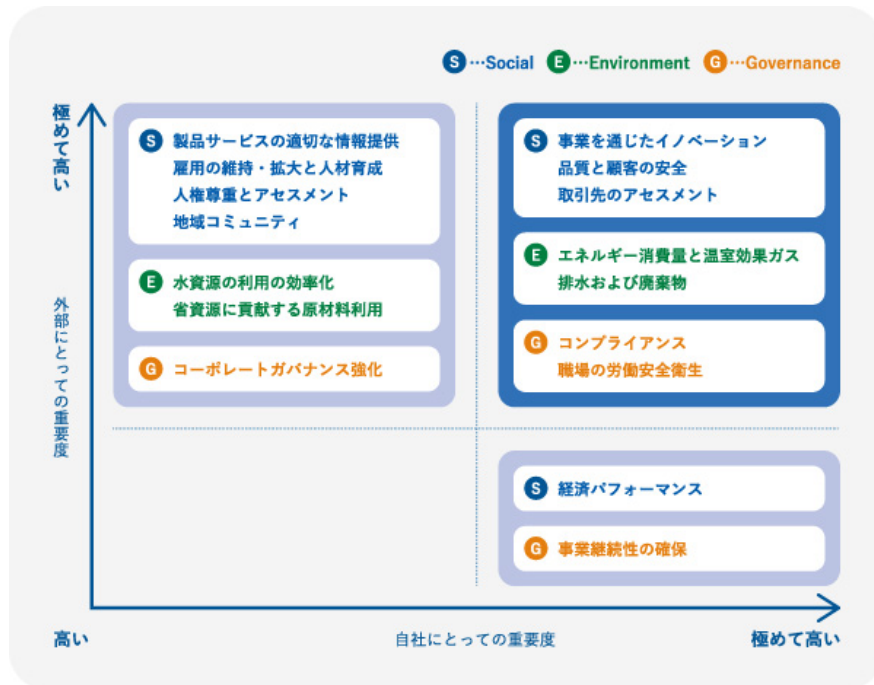 S…Social E…Environment G…Governance
極めて高い
S 製品サービスの適切な情報提供
雇用の維持・拡大と人材育成
人権尊重とアセスメント
地域コミュニティ
E 水資源の利用の効率化
省資源に貢献する原材料利用
G コーポレートガバナンス強化
S 事業を通じたイノベーション
品質と顧客の安全
取引先のアセスメント
E エネルギー消費量と温室効果ガス
排水および廃棄物
G コンプライアンス
職場の労働安全衛生
外部にとっての重要度
S 経済パフォーマンス
G 事業継続性の確保
高い
自社にとっての重要度
極めて高い